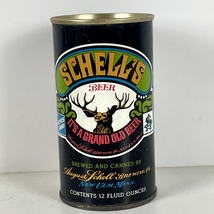 SCHELL'S
BEER
IT'S A GRAND OLD BEER
BREWED AND CANNED BY
August Schell Brewing Co.
NEW ULM, MINN.
CONTENTS 12 FLUID OUNCES